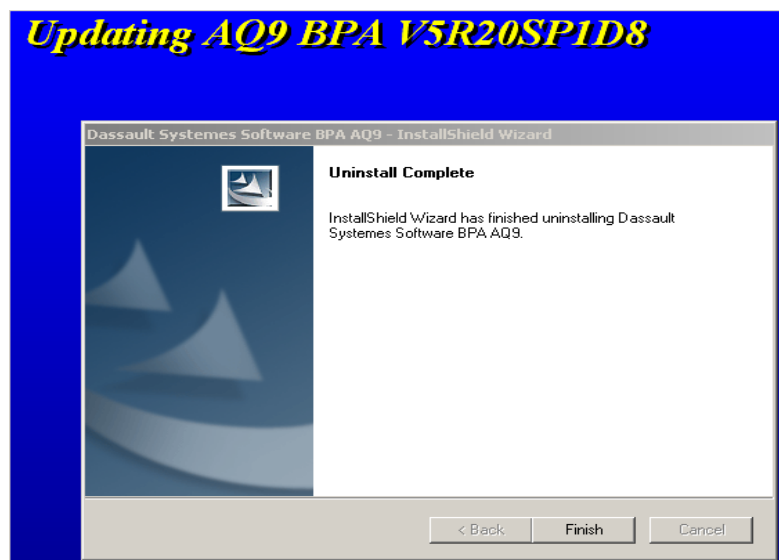 Updating AQ9 BPA V5R20SP1D8
Dassault Systemes Software BPA AQ9 - InstallShield Wizard
Uninstall Complete
InstallShield Wizard has finished uninstalling Dassault
Systemes Software BPA AQ9.
< Back Finish Cancel